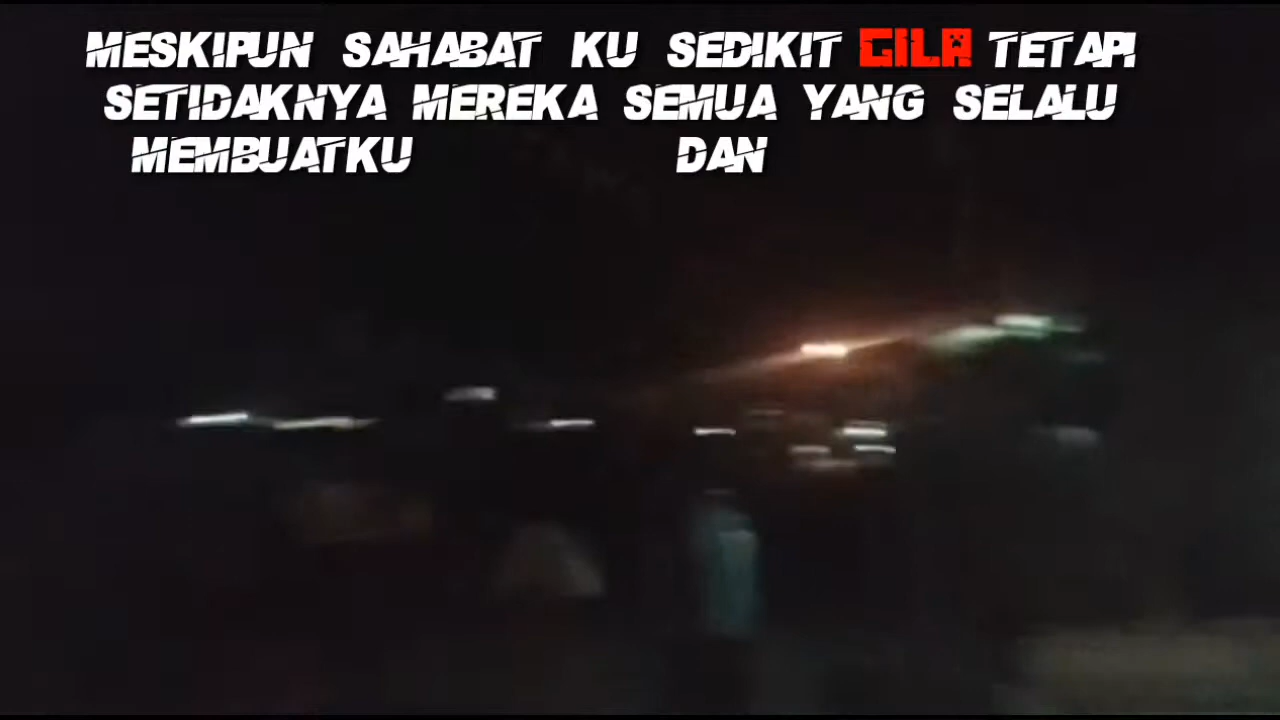 MESKIPUN SAHABAT KU SEDIKIT GILA TETAPI
SETIDAKNYA MEREKA SEMUA YANG SELALU
MEMBUATKU DAN